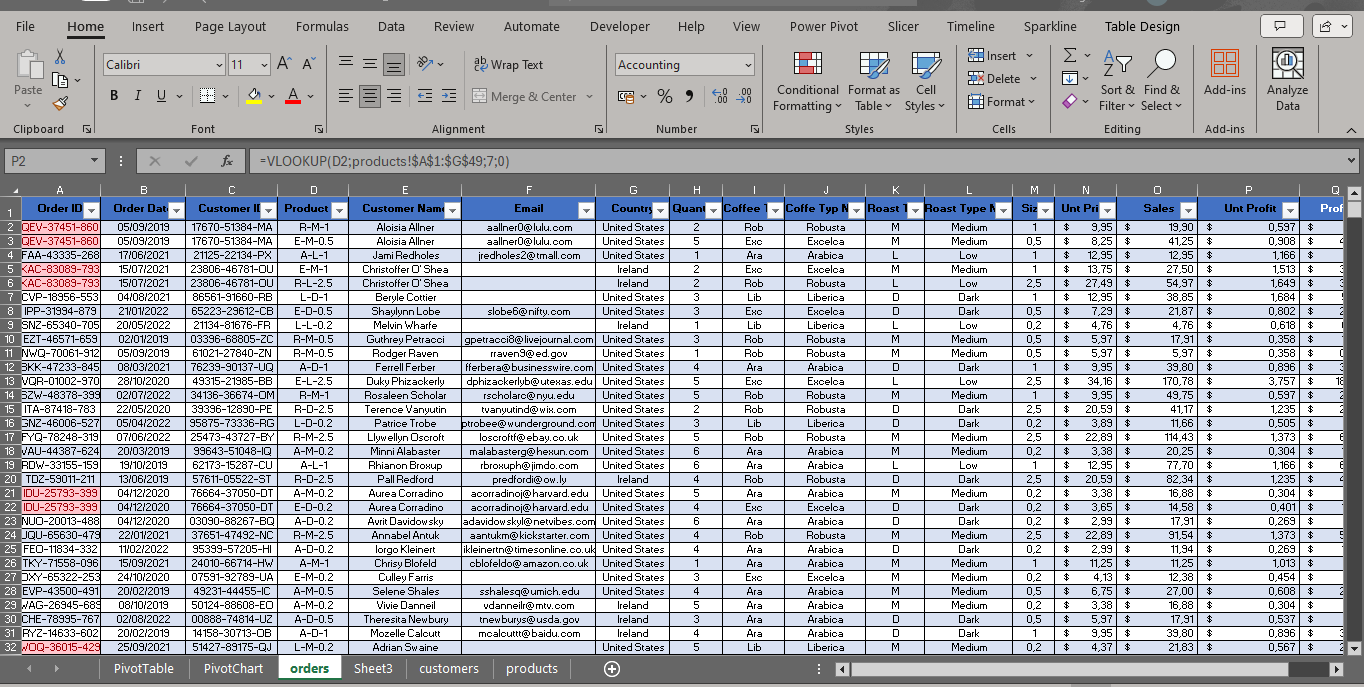 File Home Insert Page Layout Formulas Data Review Automate Developer Help View Power Pivot Slicer Timeline Sparkline Table Design
Calibri 11 Wrap Text Accounting Insert
Paste B I U Merge & Center % Conditional Formatting Format as Table Cell Styles Delete Format Sort & Filter Find & Select Add-ins Analyze Data
Clipboard Font Alignment Number Styles Cells Editing Add-ins
P2 fx =VLOOKUP(D2;products!$A$1:$G$49;7;0)
A B C D E F G H I J K L M N O P Q
1 Order ID Order Dat Customer I Product Customer Name Email Country Quant Coffee T Coffe Typ N Roast T Roast Type N Siz Unt Pri Sales Unt Profit Prof
2 QEV-37451-860 05/09/2019 17670-51384-MA R-M-1 Aloisia Allner aallner0@lulu.com United States 2 Rob Robusta M Medium 1 $ 9,95 $ 19,90 $ 0,597 $
3 QEV-37451-860 05/09/2019 17670-51384-MA E-M-0.5 Aloisia Allner aallner0@lulu.com United States 5 Exc Excelca M Medium 0,5 $ 8,25 $ 41,25 $ 0,908 $
4 FAA-43335-268 17/06/2021 21125-22134-PX A-L-1 Jami Redholes jredholes2@tmall.com United States 1 Ara Arabica L Low 1 $ 12,95 $ 12,95 $ 1,166 $
5 KAC-83089-793 15/07/2021 23806-46781-OU E-M-1 Christoffer O' Shea Ireland 2 Exc Excelca M Medium 1 $ 13,75 $ 27,50 $ 1,513 $
6 KAC-83089-793 15/07/2021 23806-46781-OU R-L-2.5 Christoffer O' Shea Ireland 2 Rob Robusta L Low 2,5 $ 27,49 $ 54,97 $ 1,649 $
7 CVP-18956-553 04/08/2021 86561-91660-RB L-D-1 Beryle Cottier United States 3 Lib Liberica D Dark 1 $ 12,95 $ 38,85 $ 1,684 $
8 IPP-31994-879 21/01/2022 65223-29612-CB E-D-0.5 Shaylynn Lobe slobe6@nifty.com United States 3 Exc Excelca D Dark 0,5 $ 7,29 $ 21,87 $ 0,802 $
9 SNZ-65340-705 20/05/2022 21134-81676-FR L-L-0.2 Melvin Wharfe Ireland 1 Lib Liberica L Low 0,2 $ 4,76 $ 4,76 $ 0,618 $
10 EZT-46571-659 02/01/2019 03396-68805-ZC R-M-0.5 Guthrey Petracci gpetracci8@livejournal.com United States 3 Rob Robusta M Medium 0,5 $ 5,97 $ 17,91 $ 0,358 $
11 NWQ-70061-912 05/09/2019 61021-27840-ZN R-M-0.5 Rodger Raven rraven9@ed.gov United States 1 Rob Robusta M Medium 0,5 $ 5,97 $ 5,97 $ 0,358 $
12 BKK-47233-845 08/03/2021 76239-90137-UQ A-D-1 Ferrell Ferber fferbera@businesswire.com United States 4 Ara Arabica D Dark 1 $ 9,95 $ 39,80 $ 0,896 $
13 VQR-01002-970 28/10/2020 49315-21985-BB E-L-2.5 Duky Phizackerly dphizackerlyb@utexas.edu United States 5 Exc Excelca L Low 2,5 $ 34,16 $ 170,78 $ 3,757 $
14 SZW-48378-399 02/07/2022 34136-36674-OM R-M-1 Rosaleen Scholar rscholarc@nyu.edu United States 5 Rob Robusta M Medium 1 $ 9,95 $ 49,75 $ 0,597 $
15 ITA-87418-783 22/05/2020 39396-12890-PE R-D-2.5 Terence Vanyutin tvanyutind@wix.com United States 2 Rob Robusta D Dark 2,5 $ 20,59 $ 41,17 $ 1,235 $
16 GNZ-46006-527 05/04/2022 95875-73336-RG L-D-0.2 Patrice Trobe ptrobee@wunderground.com United States 3 Lib Liberica D Dark 0,2 $ 3,89 $ 11,66 $ 0,505 $
17 FYQ-78248-319 07/06/2022 25473-43727-BY R-M-2.5 Llywellyn Oscroft loscroftf@ebay.co.uk United States 5 Rob Robusta M Medium 2,5 $ 22,89 $ 114,43 $ 1,373 $
18 VAU-44387-624 20/03/2019 99643-51048-IQ A-M-0.2 Minni Alabaster malabasterg@hexun.com United States 6 Ara Arabica M Medium 0,2 $ 3,38 $ 20,25 $ 0,304 $
19 RDW-33155-159 19/10/2019 62173-15287-CU A-L-1 Rhianon Broxup rbroxuph@jimdo.com United States 6 Ara Arabica L Low 1 $ 12,95 $ 77,70 $ 1,166 $
20 TDZ-59011-211 13/06/2019 57611-05522-ST R-D-2.5 Pall Redford predfordi@ow.ly Ireland 4 Rob Robusta D Dark 2,5 $ 20,59 $ 82,34 $ 1,235 $
21 IDU-25793-399 04/12/2020 76664-37050-DT A-M-0.2 Aurea Corradino acorradinoj@harvard.edu United States 5 Ara Arabica M Medium 0,2 $ 3,38 $ 16,88 $ 0,304 $
22 IDU-25793-399 04/12/2020 76664-37050-DT E-D-0.2 Aurea Corradino acorradinoj@harvard.edu United States 4 Exc Excelca D Dark 0,2 $ 3,65 $ 14,58 $ 0,401 $
23 NUO-20013-488 04/12/2020 03090-88267-BQ A-D-0.2 Avrit Davidowsky adavidowskyl@netvibes.com United States 6 Ara Arabica D Dark 0,2 $ 2,99 $ 17,91 $ 0,269 $
24 UQU-65630-479 22/01/2021 37651-47492-NC R-M-2.5 Annabel Antuk aantukm@kickstarter.com United States 4 Rob Robusta M Medium 2,5 $ 22,89 $ 91,54 $ 1,373 $
25 FEO-11834-332 11/02/2022 95399-57205-HI A-D-0.2 Iorgo Kleinert ikleinertn@timesonline.co.uk United States 4 Ara Arabica D Dark 0,2 $ 2,99 $ 11,94 $ 0,269 $
26 TKY-71558-096 15/09/2021 24010-66714-HW A-M-1 Chrisy Blofeld cblofeldo@amazon.co.uk United States 1 Ara Arabica M Medium 1 $ 11,25 $ 11,25 $ 1,013 $
27 OXY-65322-253 24/10/2020 07591-92789-UA E-M-0.2 Culley Farris United States 3 Exc Excelca M Medium 0,2 $ 4,13 $ 12,38 $ 0,454 $
28 EVP-43500-491 20/02/2019 49231-44455-IC A-M-0.5 Selene Shales sshalesq@umich.edu United States 4 Ara Arabica M Medium 0,5 $ 6,75 $ 27,00 $ 0,608 $
29 WAG-26945-689 08/10/2019 50124-88608-EO A-M-0.2 Vivie Danneil vdanneilr@mtv.com Ireland 5 Ara Arabica M Medium 0,2 $ 3,38 $ 16,88 $ 0,304 $
30 CHE-78995-767 02/08/2022 00888-74814-UZ A-D-0.5 Theresita Newbury tnewburys@usda.gov Ireland 3 Ara Arabica D Dark 0,5 $ 5,97 $ 17,91 $ 0,537 $
31 RYZ-14633-602 20/02/2019 14158-30713-OB A-D-1 Mozelle Calcutt mcalcuttt@baidu.com Ireland 4 Ara Arabica D Dark 1 $ 9,95 $ 39,80 $ 0,896 $
32 WOQ-36015-429 25/09/2021 51427-89175-QJ L-M-0.2 Adrian Swaine United States 5 Lib Liberica M Medium 0,2 $ 4,37 $ 21,83 $ 0,567 $
PivotTable PivotChart orders Sheet3 customers products